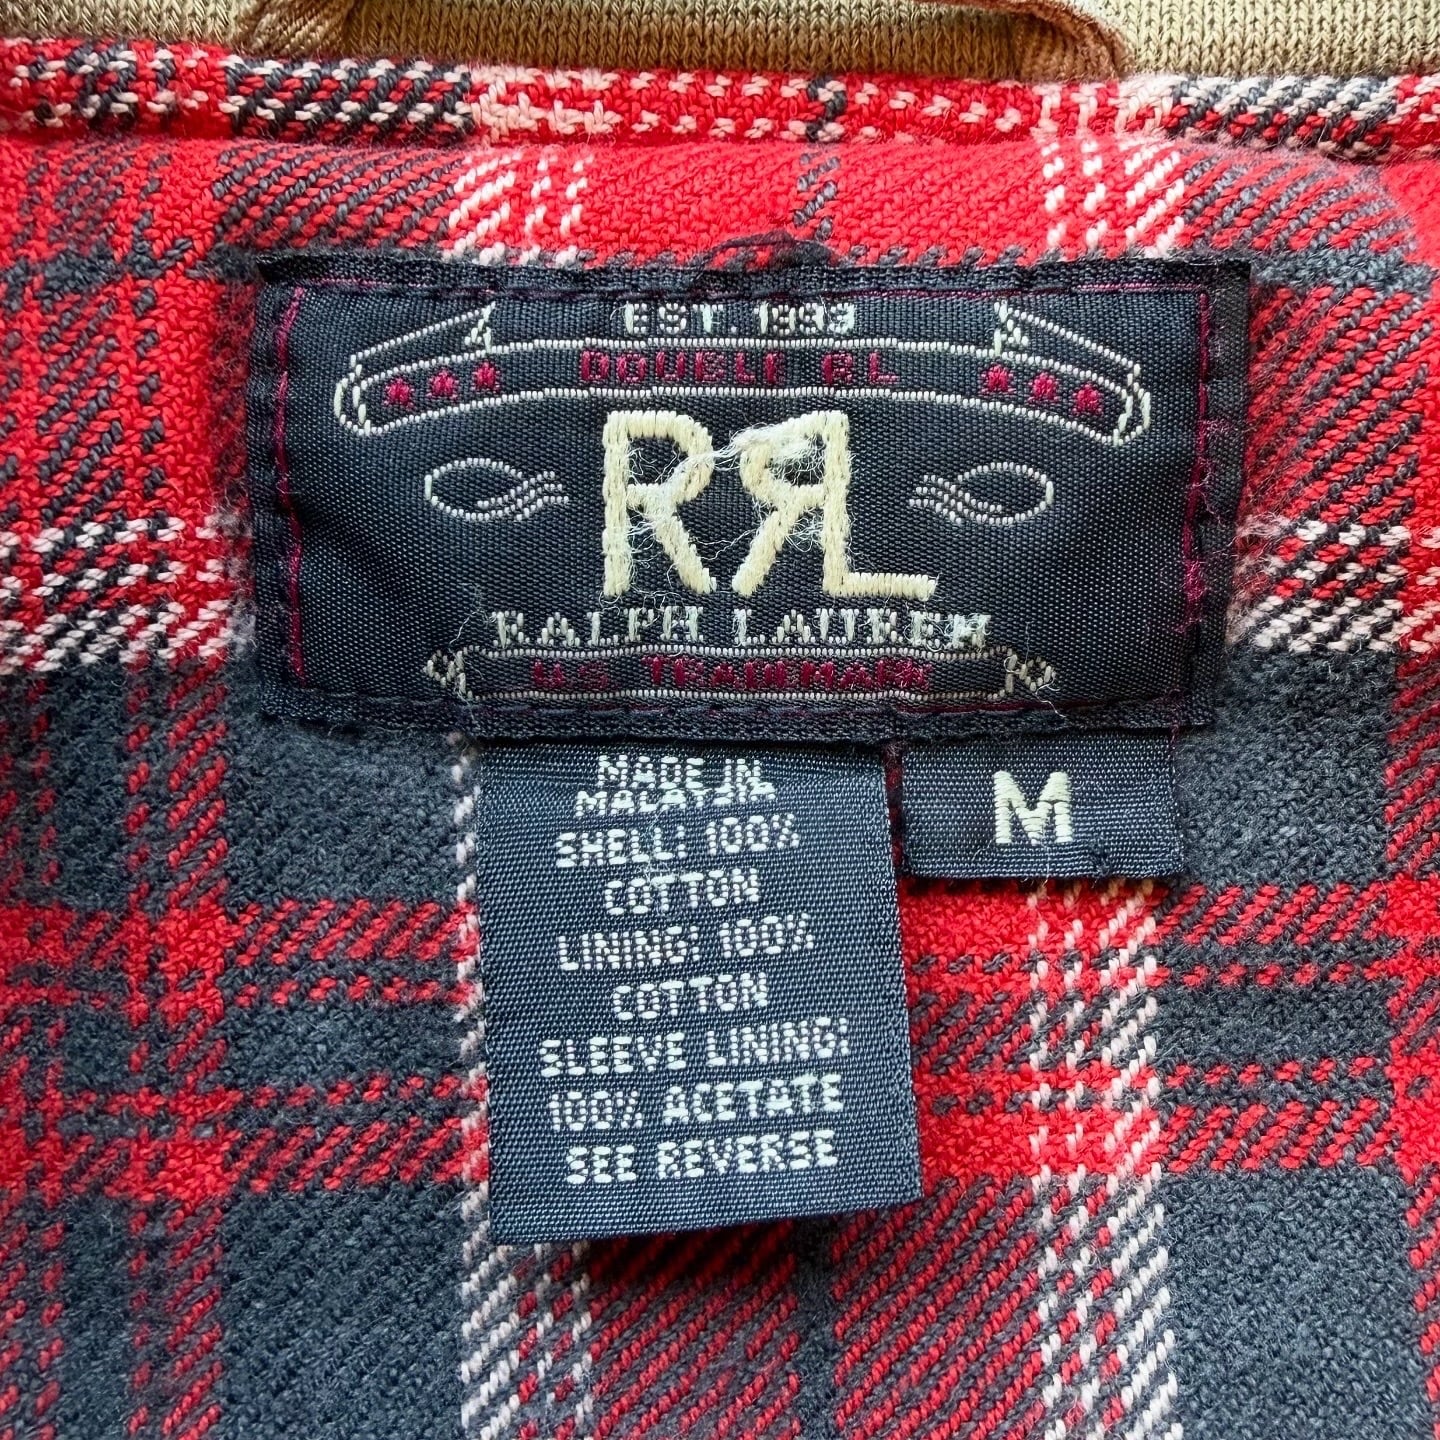 EST. 1993
DOUBLE RL
RRL
RALPH LAUREN
U.S. TRADEMARK
MADE IN
MALAYSIA
SHELL: 100%
COTTON
LINING: 100%
COTTON
SLEEVE LINING:
100% ACETATE
SEE REVERSE
M